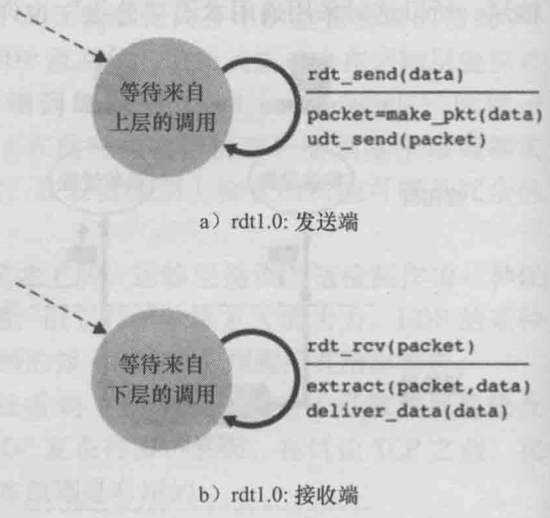 等待来自
上层的调用
rdt_send(data)
packet=make_pkt(data)
udt_send(packet)
a）rdt1.0: 发送端
等待来自
下层的调用
rdt_rcv(packet)
extract(packet,data)
deliver_data(data)
b）rdt1.0: 接收端